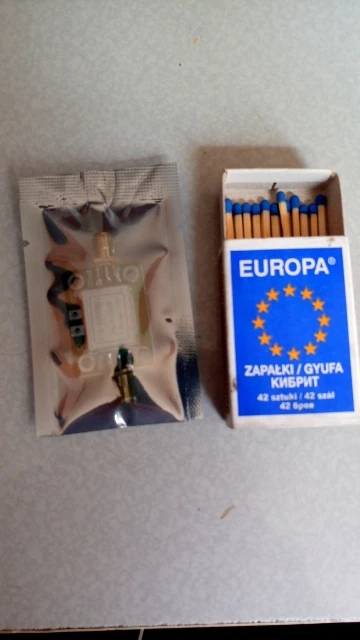 EUROPA®
ZAPAŁKI / GYUFA
КИБРИТ
42 sztuki / 42 szál
42 броя